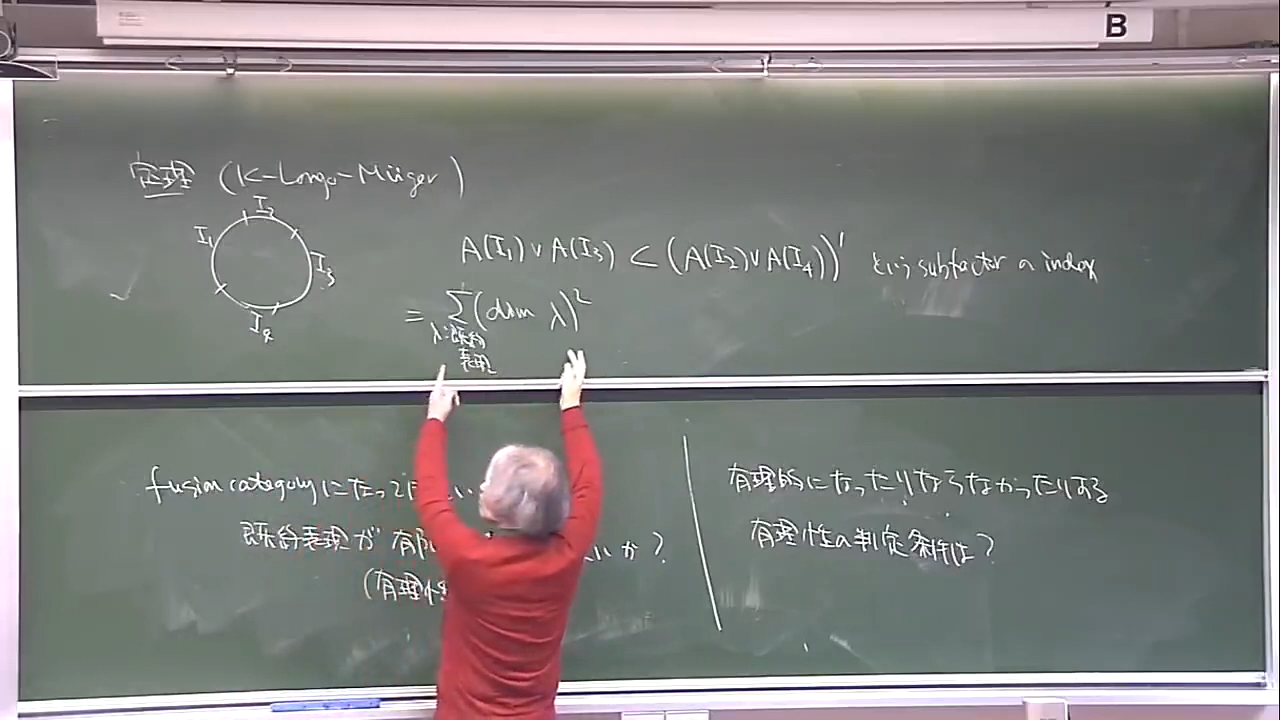 B
定理 (K-Longo-Müger)
I₂
I₁
I₃
I₄
A(I₁)∨A(I₃) ⊂ (A(I₂)∨A(I₄))′ という subfactor の index
= Σ(dim λ)²
λ:既約
表現
fusion category になって
既約表現が 有限 いか?
(有理性
有理的になったりならなかったりする
有理性の判定条件は?